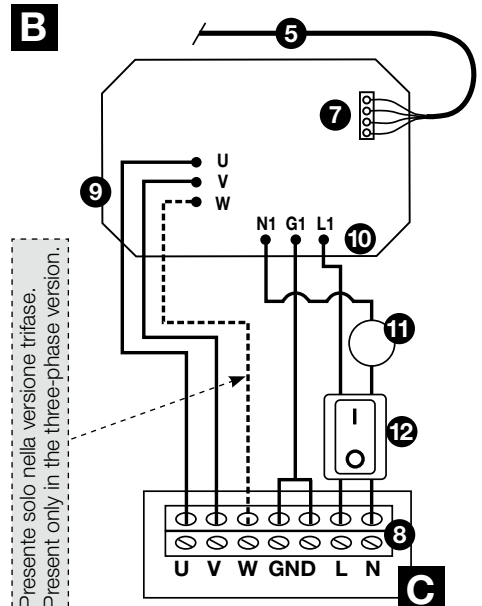 B
5
7
9
U
V
W
N1 G1 L1
10
11
12
Presente solo nella versione trifase.
Present only in the three-phase version.
8
U V W GND L N
C